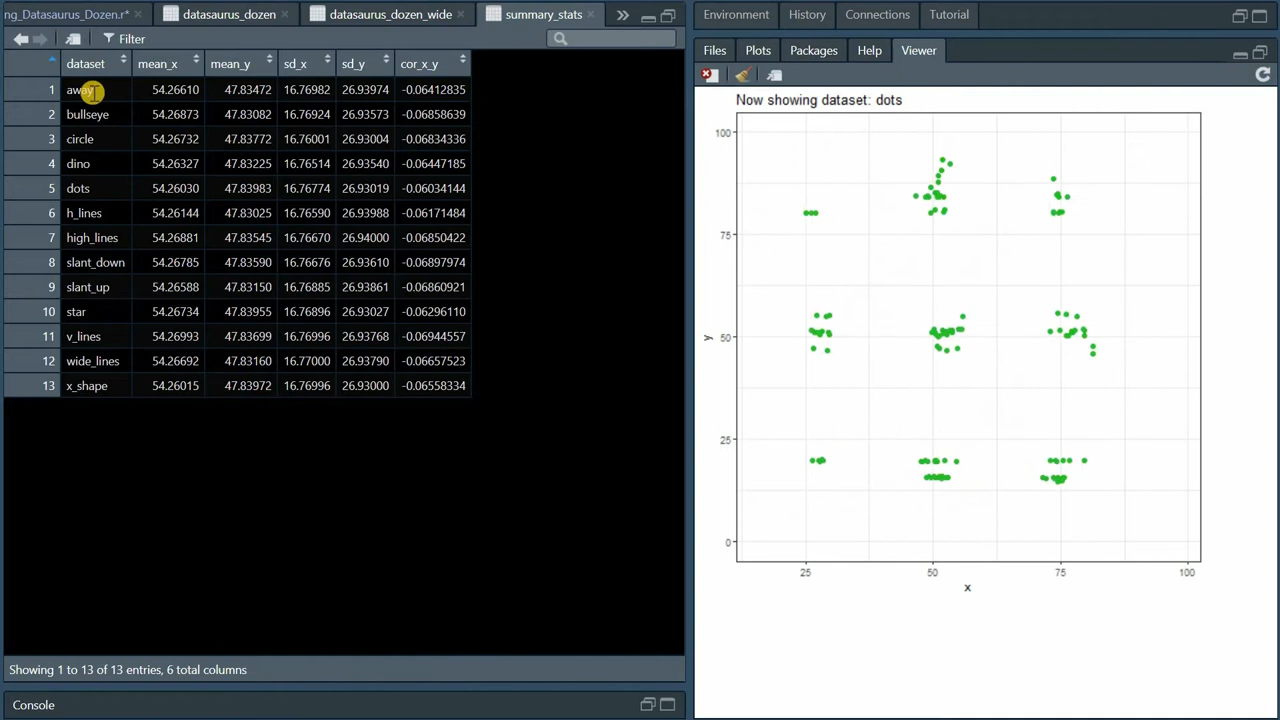 ng_Datasaurus_Dozen.r* datasaurus_dozen datasaurus_dozen_wide summary_stats
Filter
dataset mean_x mean_y sd_x sd_y cor_x_y
1 away 54.26610 47.83472 16.76982 26.93974 -0.06412835
2 bullseye 54.26873 47.83082 16.76924 26.93573 -0.06858639
3 circle 54.26732 47.83772 16.76001 26.93004 -0.06834336
4 dino 54.26327 47.83225 16.76514 26.93540 -0.06447185
5 dots 54.26030 47.83983 16.76774 26.93019 -0.06034144
6 h_lines 54.26144 47.83025 16.76590 26.93988 -0.06171484
7 high_lines 54.26881 47.83545 16.76670 26.94000 -0.06850422
8 slant_down 54.26785 47.83590 16.76676 26.93610 -0.06897974
9 slant_up 54.26588 47.83150 16.76885 26.93861 -0.06860921
10 star 54.26734 47.83955 16.76896 26.93027 -0.06296110
11 v_lines 54.26993 47.83699 16.76996 26.93768 -0.06944557
12 wide_lines 54.26692 47.83160 16.77000 26.93790 -0.06657523
13 x_shape 54.26015 47.83972 16.76996 26.93000 -0.06558334
Showing 1 to 13 of 13 entries, 6 total columns
Console
Environment History Connections Tutorial
Files Plots Packages Help Viewer
Now showing dataset: dots
100
75
50
25
0
y
25 50 75 100
x